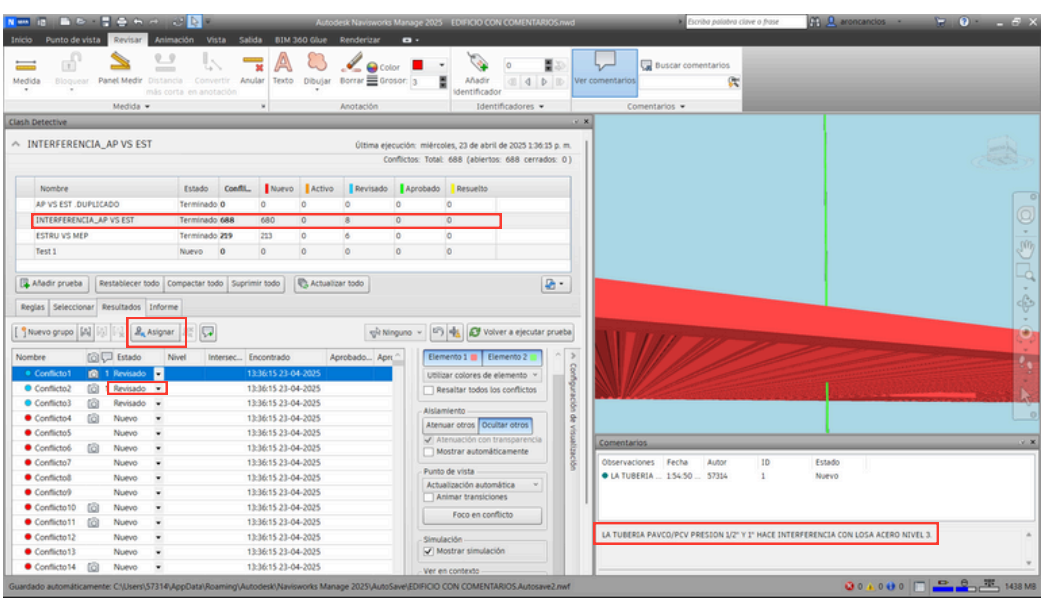 Autodesk Navisworks Manage 2025 EDIFICIO CON COMENTARIOS.nwd
Escriba palabra clave o frase
aroncancios
Inicio Punto de vista Revisar Animación Vista Salida BIM 360 Glue Renderizar
Medida Bloquear Panel Medir Distancia más corta Convertir en anotación Anular Texto Dibujar Borrar Color Grosor: 3 Añadir identificador 0 Ver comentarios Buscar comentarios
Medida Anotación Identificadores Comentarios
Clash Detective
INTERFERENCIA_AP VS EST
Última ejecución: miércoles, 23 de abril de 2025 1:36:15 p. m.
Conflictos: Total: 688 (abiertos: 688 cerrados: 0)
Nombre Estado Confli... Nuevo Activo Revisado Aprobado Resuelto
AP VS EST .DUPLICADO Terminado 0 0 0 0 0 0
INTERFERENCIA_AP VS EST Terminado 688 680 0 8 0 0
ESTRU VS MEP Terminado 219 213 0 6 0 0
Test 1 Nuevo 0 0 0 0 0 0
Añadir prueba Restablecer todo Compactar todo Suprimir todo Actualizar todo
Reglas Seleccionar Resultados Informe
Nuevo grupo Asignar Ninguno Volver a ejecutar prueba
Nombre Estado Nivel Intersec... Encontrado Aprobado... Apro
Conflicto1 1 Revisado 13:36:15 23-04-2025
Conflicto2 Revisado 13:36:15 23-04-2025
Conflicto3 Revisado 13:36:15 23-04-2025
Conflicto4 Nuevo 13:36:15 23-04-2025
Conflicto5 Nuevo 13:36:15 23-04-2025
Conflicto6 Nuevo 13:36:15 23-04-2025
Conflicto7 Nuevo 13:36:15 23-04-2025
Conflicto8 Nuevo 13:36:15 23-04-2025
Conflicto9 Nuevo 13:36:15 23-04-2025
Conflicto10 Nuevo 13:36:15 23-04-2025
Conflicto11 Nuevo 13:36:15 23-04-2025
Conflicto12 Nuevo 13:36:15 23-04-2025
Conflicto13 Nuevo 13:36:15 23-04-2025
Conflicto14 Nuevo 13:36:15 23-04-2025
Elemento 1 Elemento 2
Utilizar colores de elemento
Resaltar todos los conflictos
Aislamiento
Atenuar otros Ocultar otros
Atenuación con transparencia
Mostrar automáticamente
Punto de vista
Actualización automática
Animar transiciones
Foco en conflicto
Simulación
Mostrar simulación
Ver en contexto
Configuración de visualización
Comentarios
Observaciones Fecha Autor ID Estado
LA TUBERIA ... 1:54:50 ... 57314 1 Nuevo
LA TUBERIA PAVCO/PCV PRESION 1/2" Y 1" HACE INTERFERENCIA CON LOSA ACERO NIVEL 3.
Guardado automáticamente: C:\Users\57314\AppData\Roaming\Autodesk\Navisworks Manage 2025\AutoSave\EDIFICIO CON COMENTARIOS.Autosave2.nwf
0 0 0 1438 MB